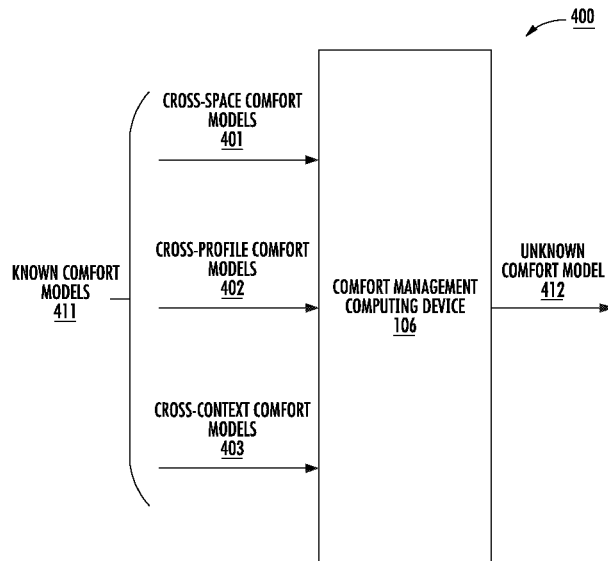 400
CROSS-SPACE COMFORT
MODELS
401
CROSS-PROFILE COMFORT
MODELS
402
KNOWN COMFORT
MODELS
411
COMFORT MANAGEMENT
COMPUTING DEVICE
106
UNKNOWN
COMFORT MODEL
412
CROSS-CONTEXT COMFORT
MODELS
403